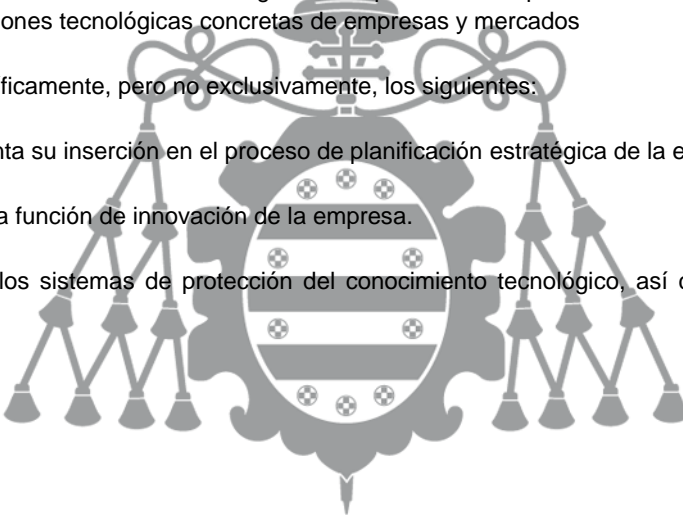 ones tecnológicas concretas de empresas y mercados
ficamente, pero no exclusivamente, los siguientes:
nta su inserción en el proceso de planificación estratégica de la e
a función de innovación de la empresa.
los sistemas de protección del conocimiento tecnológico, así